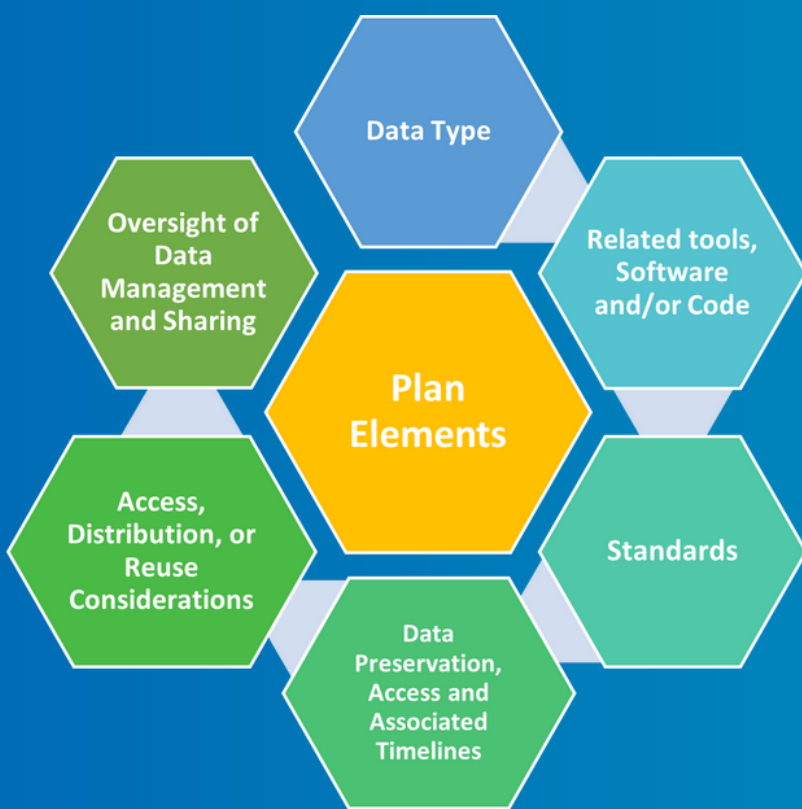 Data Type
Related tools,
Software
and/or Code
Standards
Data
Preservation,
Access and
Associated
Timelines
Access,
Distribution, or
Reuse
Considerations
Oversight of
Data
Management
and Sharing
Plan
Elements